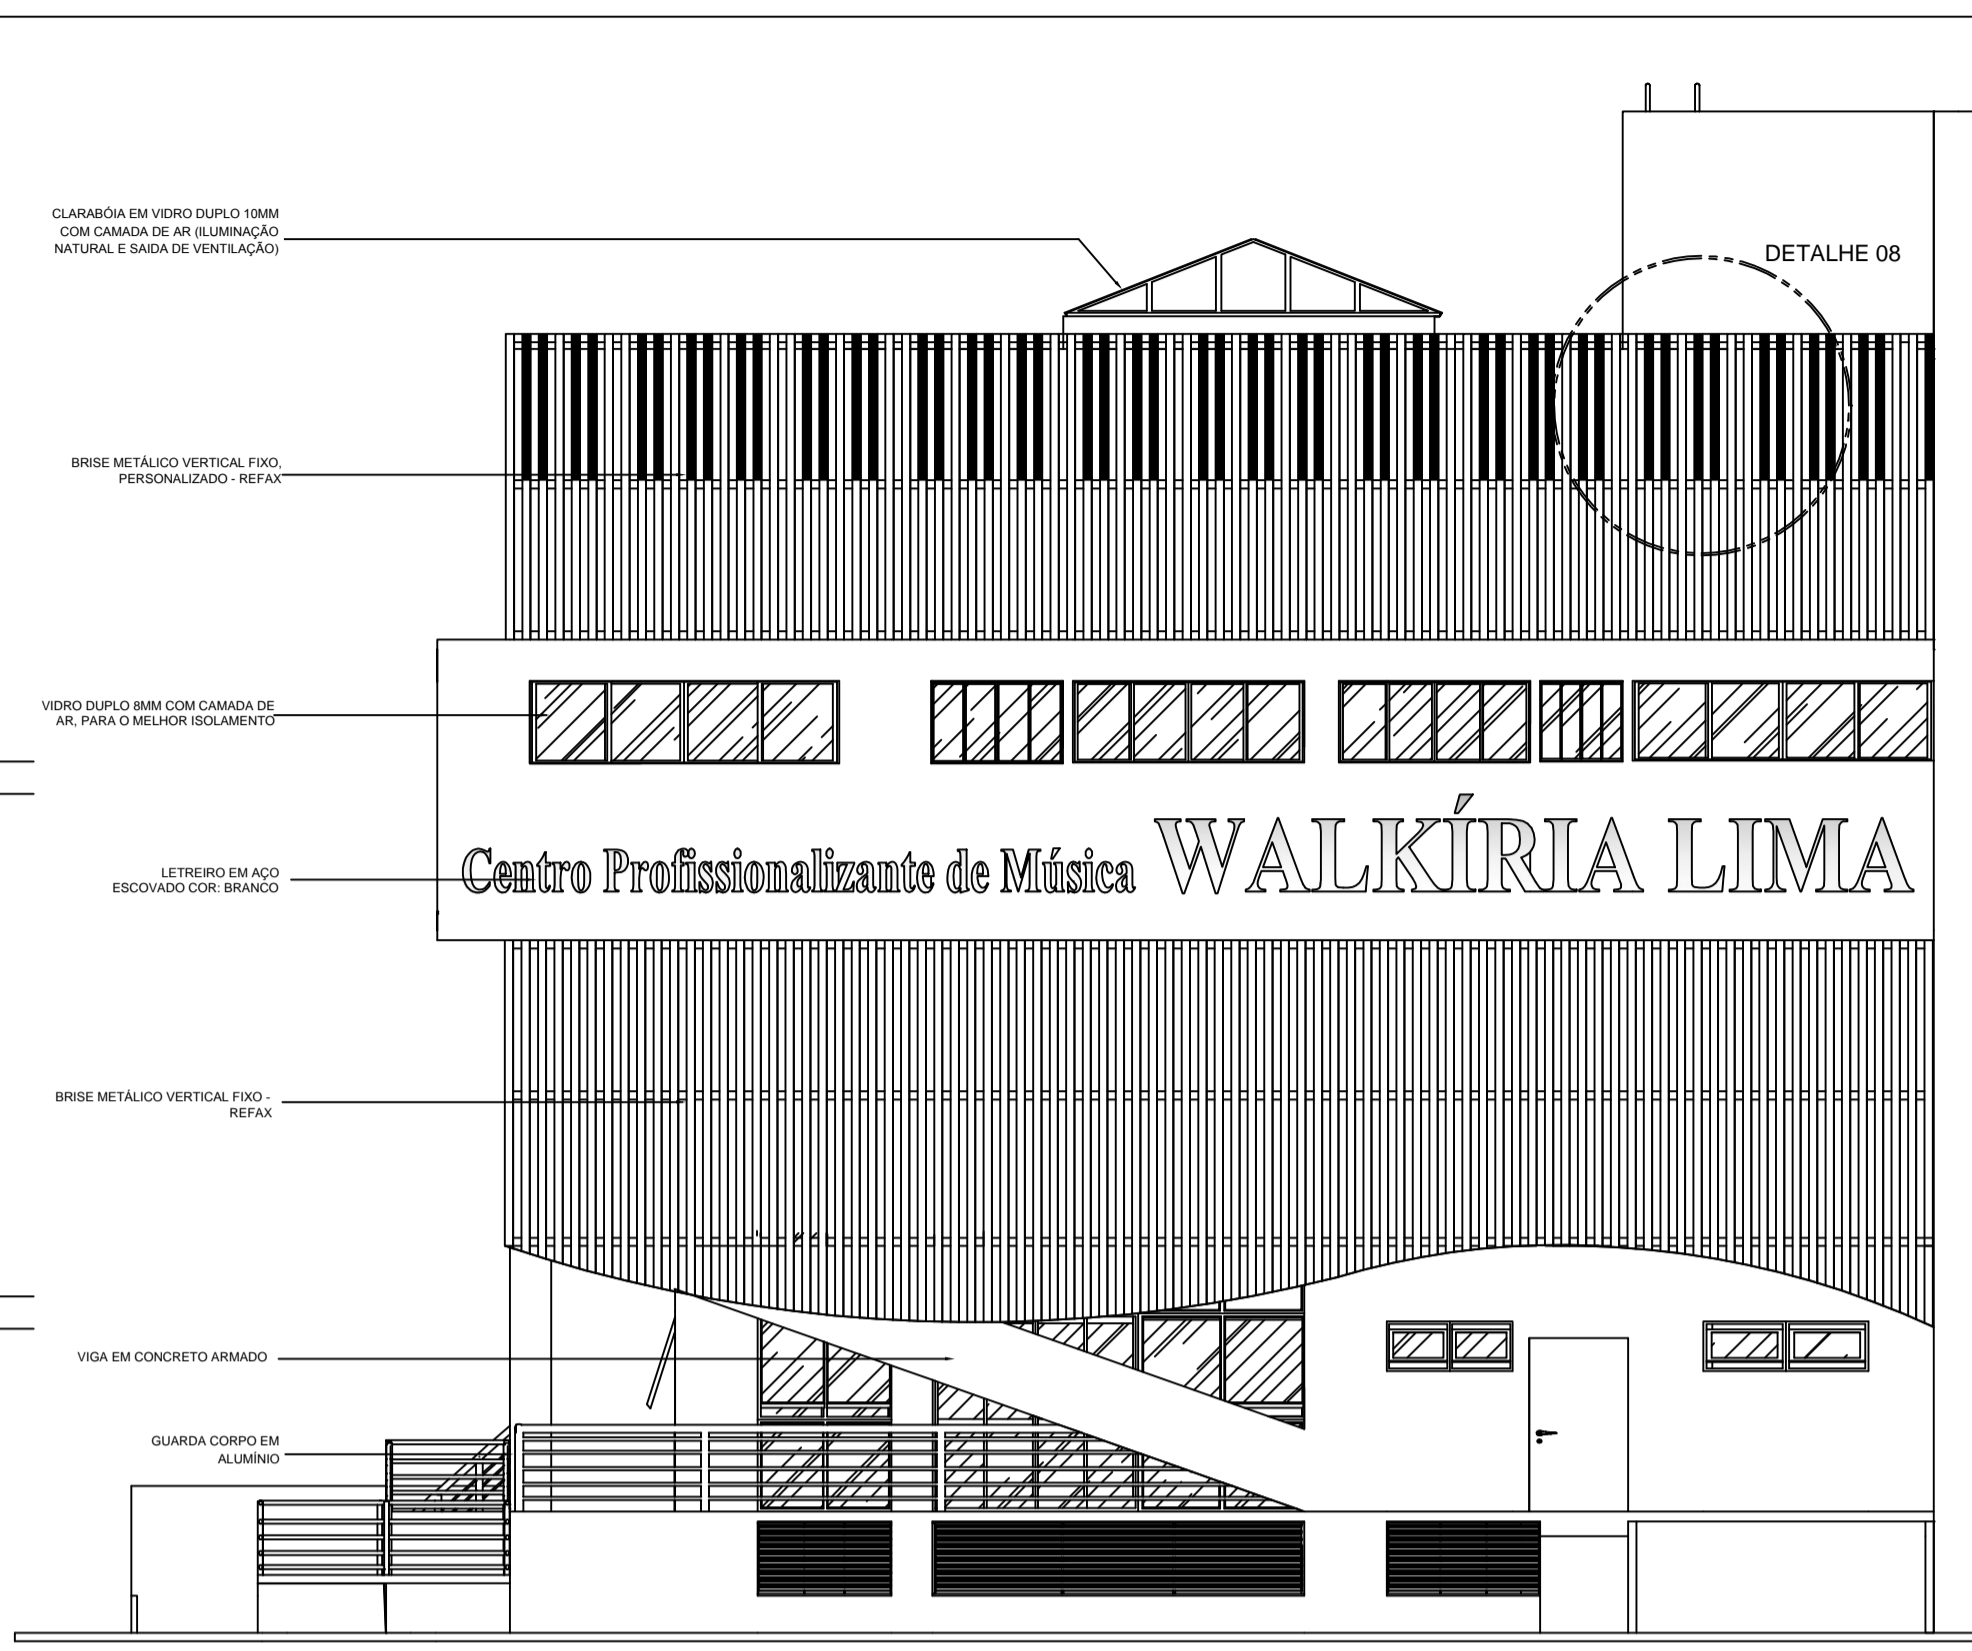 CLARABÓIA EM VIDRO DUPLO 10MM
COM CAMADA DE AR (ILUMINAÇÃO
NATURAL E SAIDA DE VENTILAÇÃO)
DETALHE 08
BRISE METÁLICO VERTICAL FIXO,
PERSONALIZADO - REFAX
VIDRO DUPLO 8MM COM CAMADA DE
AR, PARA O MELHOR ISOLAMENTO
LETREIRO EM AÇO
ESCOVADO COR: BRANCO
Centro Profissionalizante de Música WALKÍRIA LIMA
BRISE METÁLICO VERTICAL FIXO -
REFAX
VIGA EM CONCRETO ARMADO
GUARDA CORPO EM
ALUMÍNIO